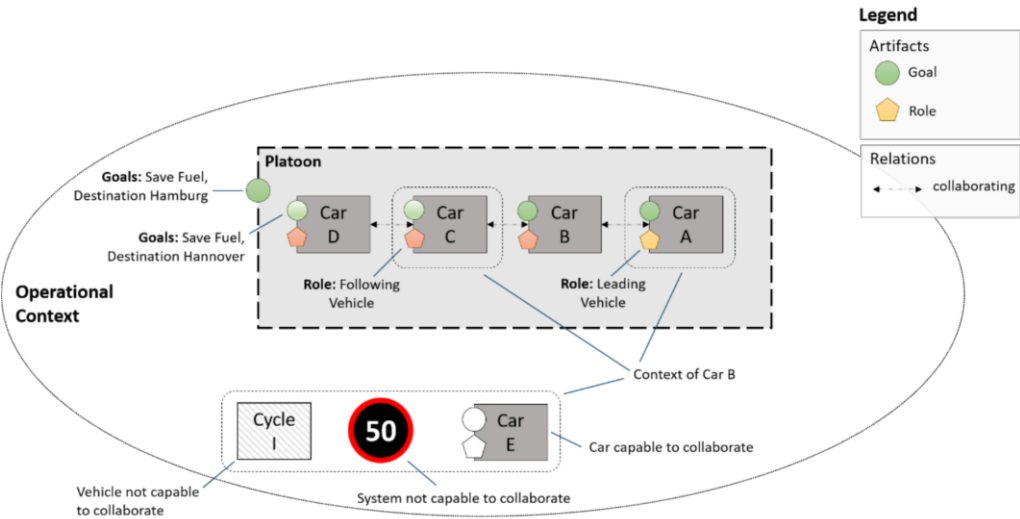 Legend
Artifacts
Goal
Role
Relations
collaborating
Platoon
Goals: Save Fuel,
Destination Hamburg
Goals: Save Fuel,
Destination Hannover
Car
D
Car
C
Car
B
Car
A
Role: Following
Vehicle
Role: Leading
Vehicle
Operational
Context
Context of Car B
Cycle
I
50
Car
E
Car capable to collaborate
Vehicle not capable
to collaborate
System not capable to collaborate